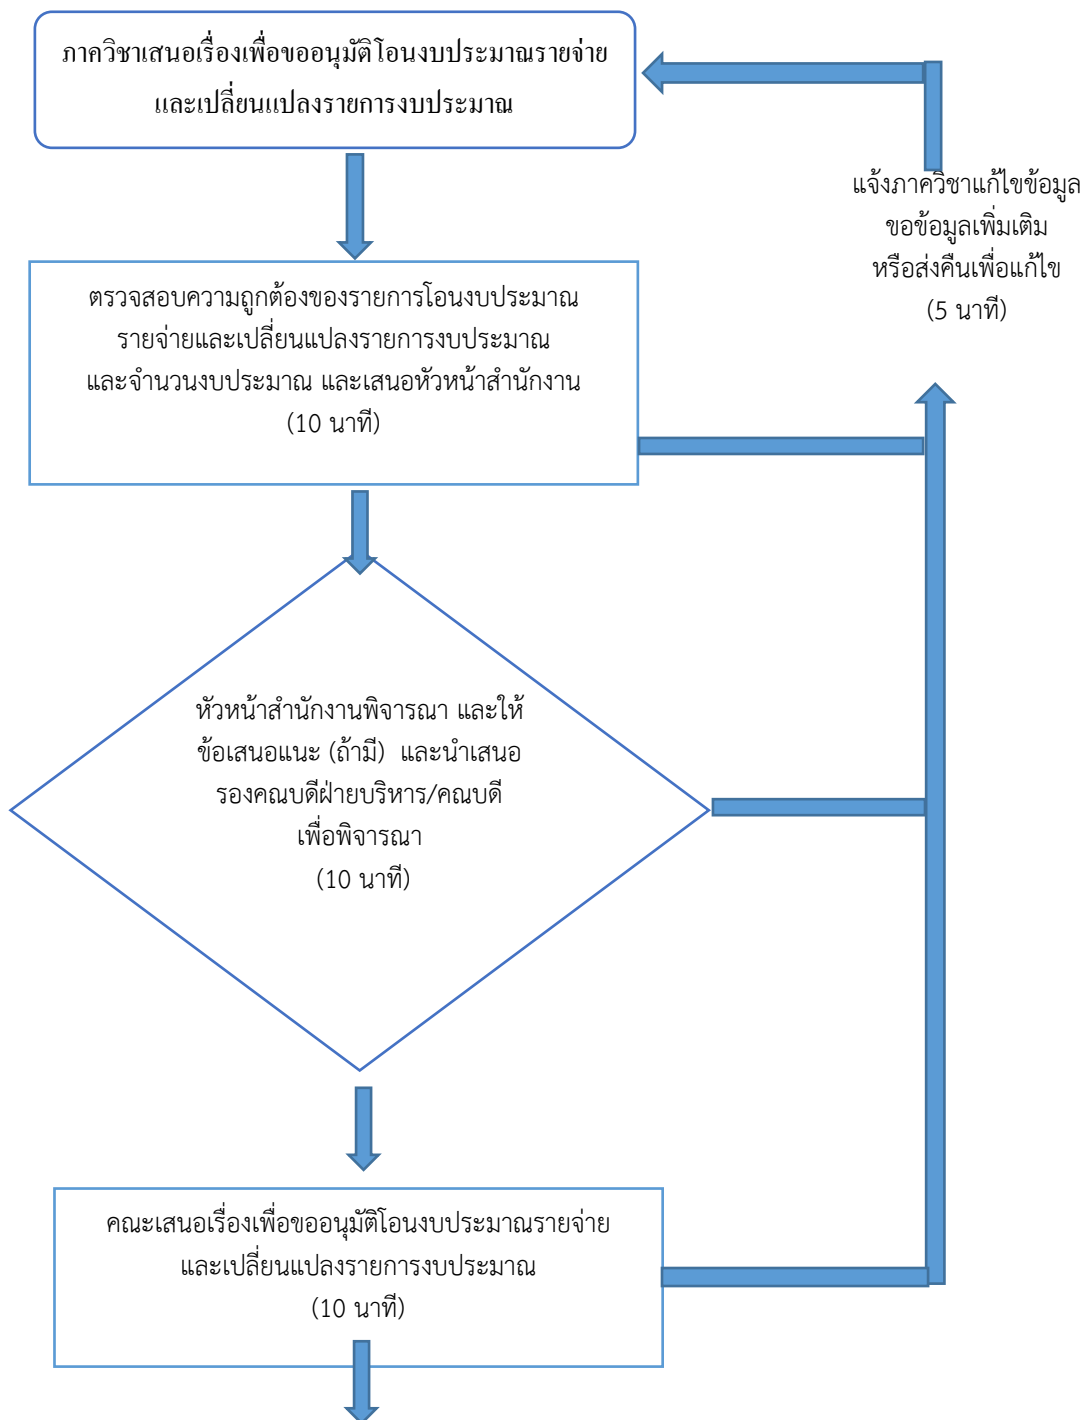 ภาควิชาเสนอเรื่องเพื่อขออนุมัติโอนงบประมาณรายจ่าย
และเปลี่ยนแปลงรายการงบประมาณ
แจ้งภาควิชาแก้ไขข้อมูล
ขอข้อมูลเพิ่มเติม
หรือส่งคืนเพื่อแก้ไข
(5 นาที)
ตรวจสอบความถูกต้องของรายการโอนงบประมาณ
รายจ่ายและเปลี่ยนแปลงรายการงบประมาณ
และจำนวนงบประมาณ และเสนอหัวหน้าสำนักงาน
(10 นาที)
หัวหน้าสำนักงานพิจารณา และให้
ข้อเสนอแนะ (ถ้ามี) และนำเสนอ
รองคณบดีฝ่ายบริหาร/คณบดี
เพื่อพิจารณา
(10 นาที)
คณะเสนอเรื่องเพื่อขออนุมัติโอนงบประมาณรายจ่าย
และเปลี่ยนแปลงรายการงบประมาณ
(10 นาที)